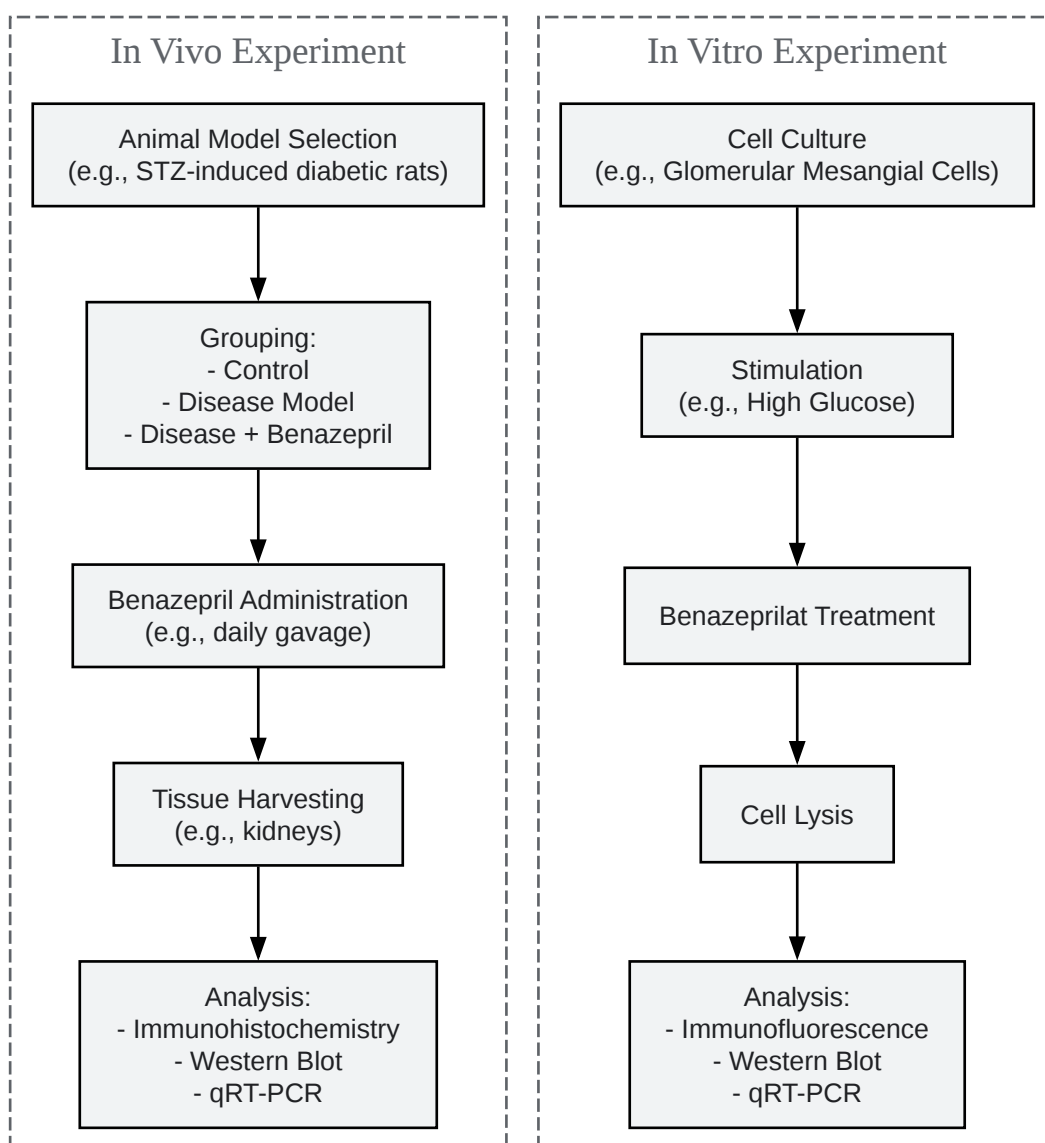 In Vivo Experiment
Animal Model Selection
(e.g., STZ-induced diabetic rats)
Grouping:
- Control
- Disease Model
- Disease + Benazepril
Benazepril Administration
(e.g., daily gavage)
Tissue Harvesting
(e.g., kidneys)
Analysis:
- Immunohistochemistry
- Western Blot
- qRT-PCR
In Vitro Experiment
Cell Culture
(e.g., Glomerular Mesangial Cells)
Stimulation
(e.g., High Glucose)
Benazeprilat Treatment
Cell Lysis
Analysis:
- Immunofluorescence
- Western Blot
- qRT-PCR